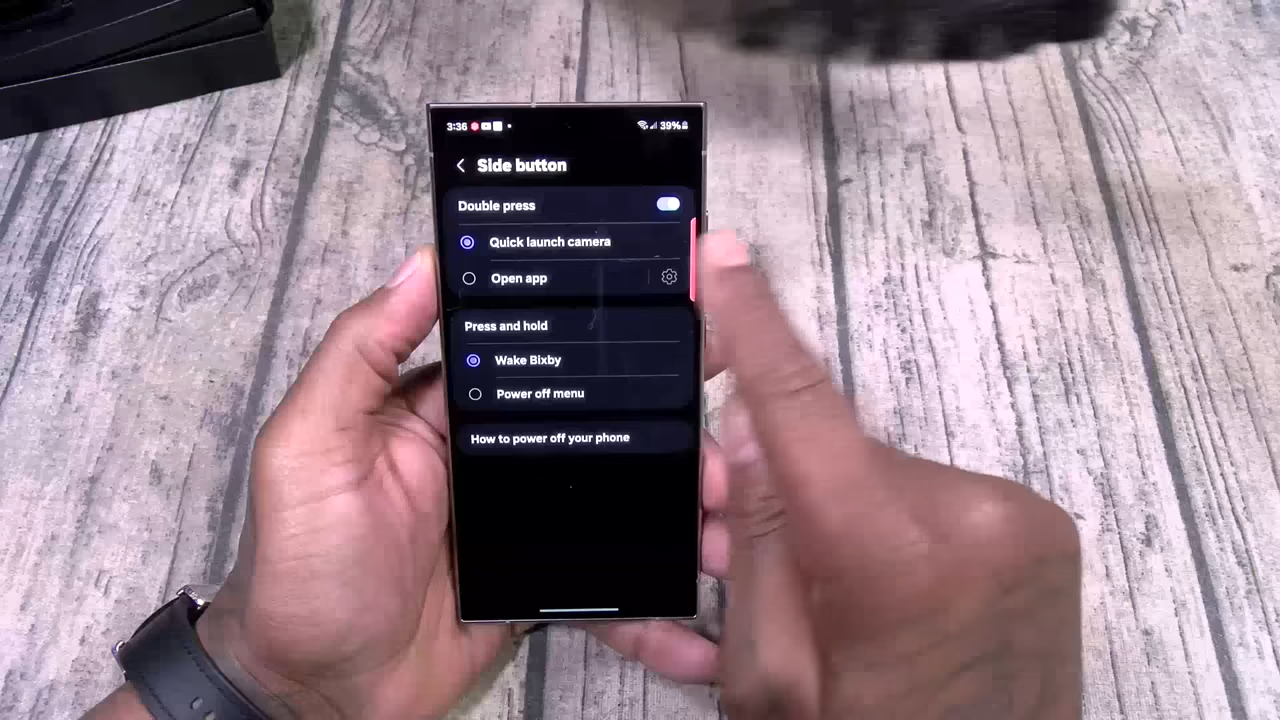 3:36 39%
Side button
Double press
Quick launch camera
Open app
Press and hold
Wake Bixby
Power off menu
How to power off your phone